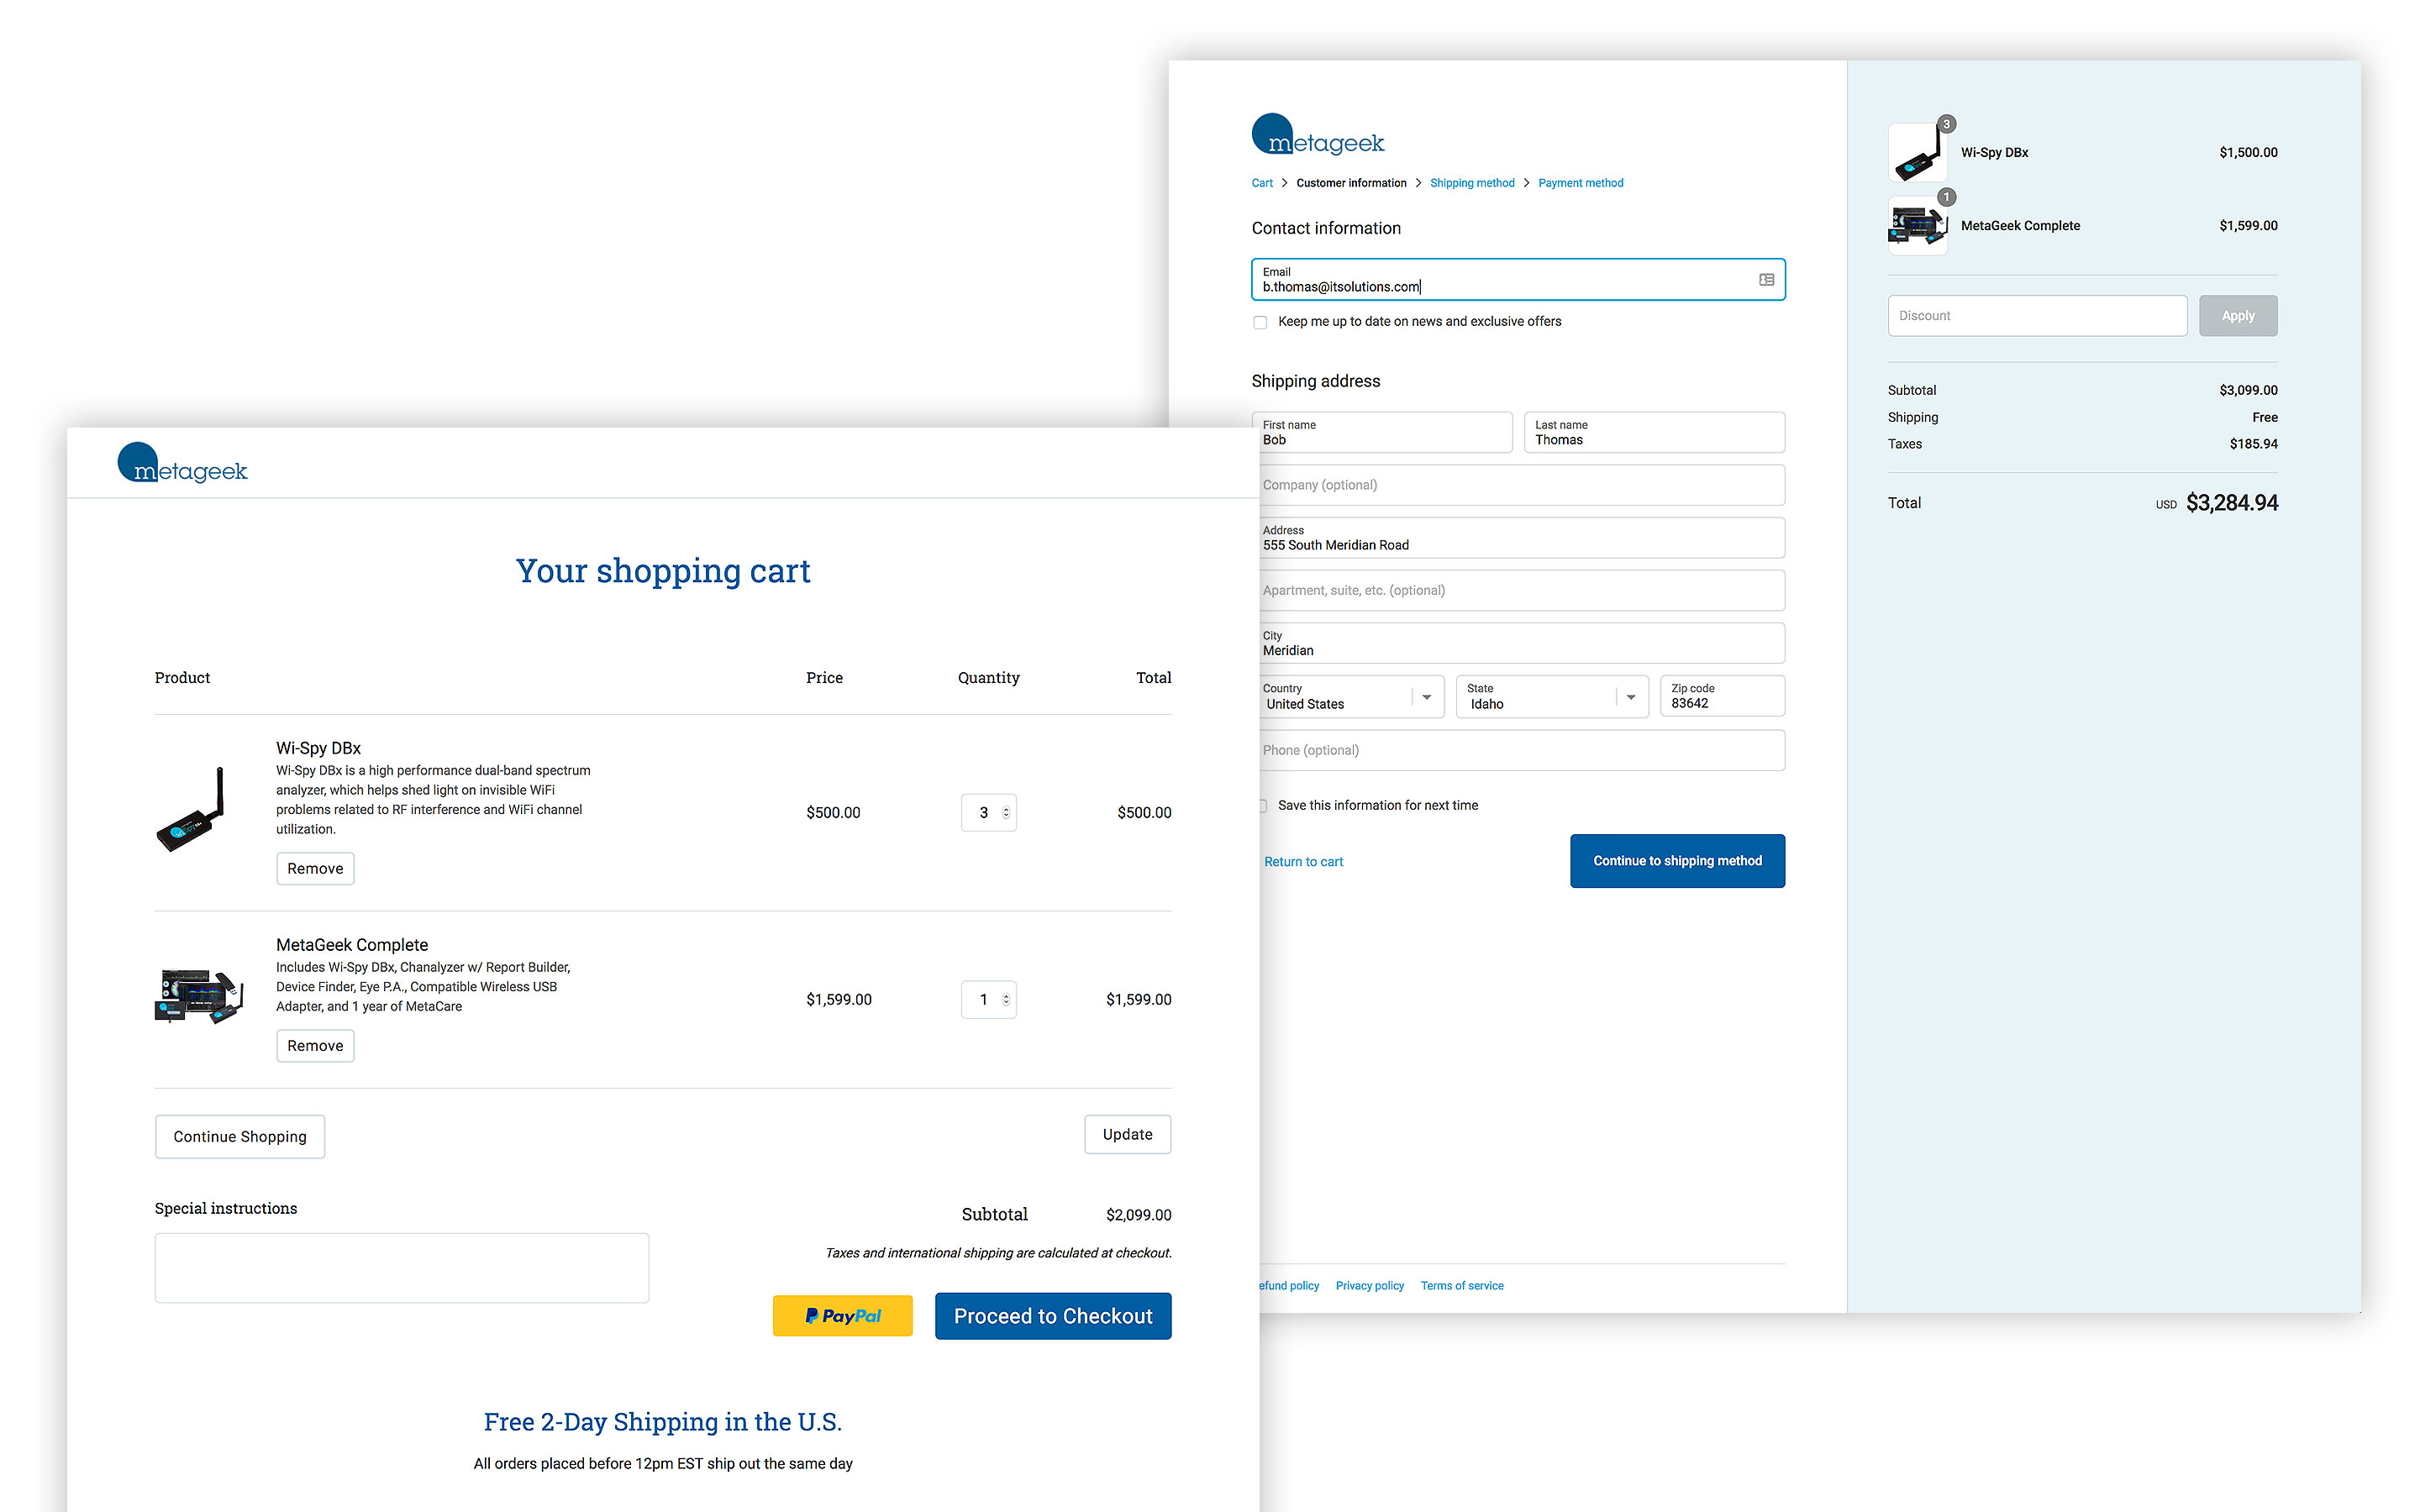 metageek
Your shopping cart
Product Price Quantity Total
Wi-Spy DBx
Wi-Spy DBx is a high performance dual-band spectrum
analyzer, which helps shed light on invisible WiFi
problems related to RF interference and WiFi channel
utilization.
$500.00 3 $500.00
Remove
MetaGeek Complete
Includes Wi-Spy DBx, Chanalyzer w/ Report Builder,
Device Finder, Eye P.A., Compatible Wireless USB
Adapter, and 1 year of MetaCare
$1,599.00 1 $1,599.00
Remove
Continue Shopping Update
Special instructions
Subtotal $2,099.00
Taxes and international shipping are calculated at checkout.
PayPal Proceed to Checkout
Free 2-Day Shipping in the U.S.
All orders placed before 12pm EST ship out the same day
metageek
Cart > Customer information > Shipping method > Payment method
Contact information
Email
b.thomas@itsolutions.com
Keep me up to date on news and exclusive offers
Shipping address
First name Last name
Bob Thomas
Company (optional)
Address
555 South Meridian Road
Apartment, suite, etc. (optional)
City
Meridian
Country State Zip code
United States Idaho 83642
Phone (optional)
Save this information for next time
Return to cart Continue to shipping method
efund policy Privacy policy Terms of service
3
Wi-Spy DBx $1,500.00
1
MetaGeek Complete $1,599.00
Discount Apply
Subtotal $3,099.00
Shipping Free
Taxes $185.94
Total USD $3,284.94